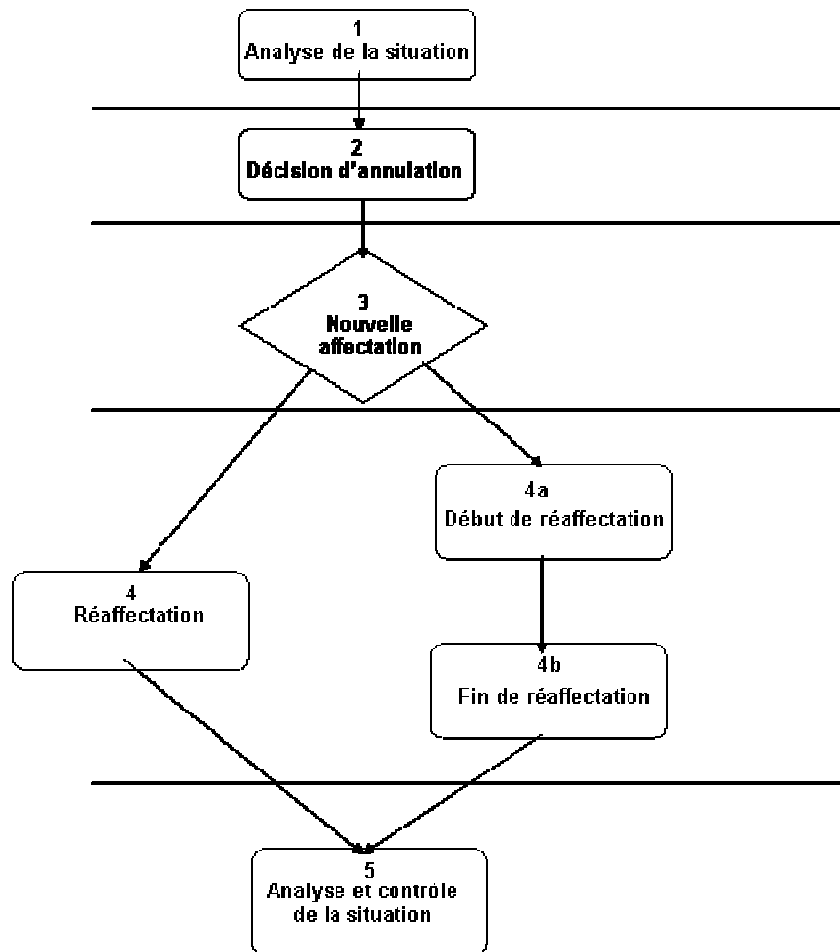 1
Analyse de la situation
2
Décision d'annulation
3
Nouvelle
affectation
4a
Début de réaffectation
4
Réaffectation
4b
Fin de réaffectation
5
Analyse et contrôle
de la situation